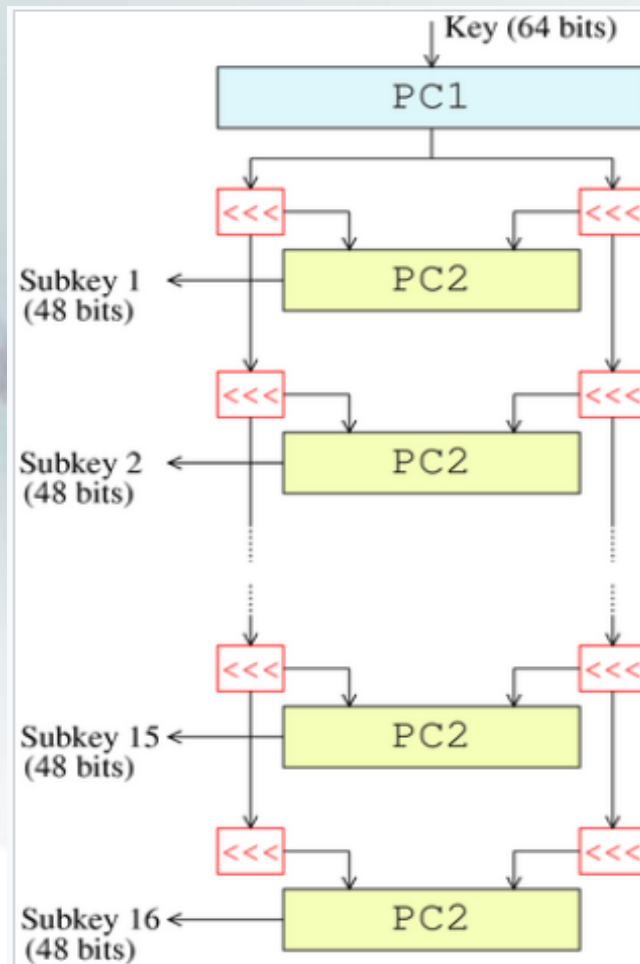 Key (64 bits)
PC1
<<< <<<
PC2
Subkey 1
(48 bits)
<<< <<<
PC2
Subkey 2
(48 bits)
<<< <<<
PC2
Subkey 15
(48 bits)
<<< <<<
PC2
Subkey 16
(48 bits)